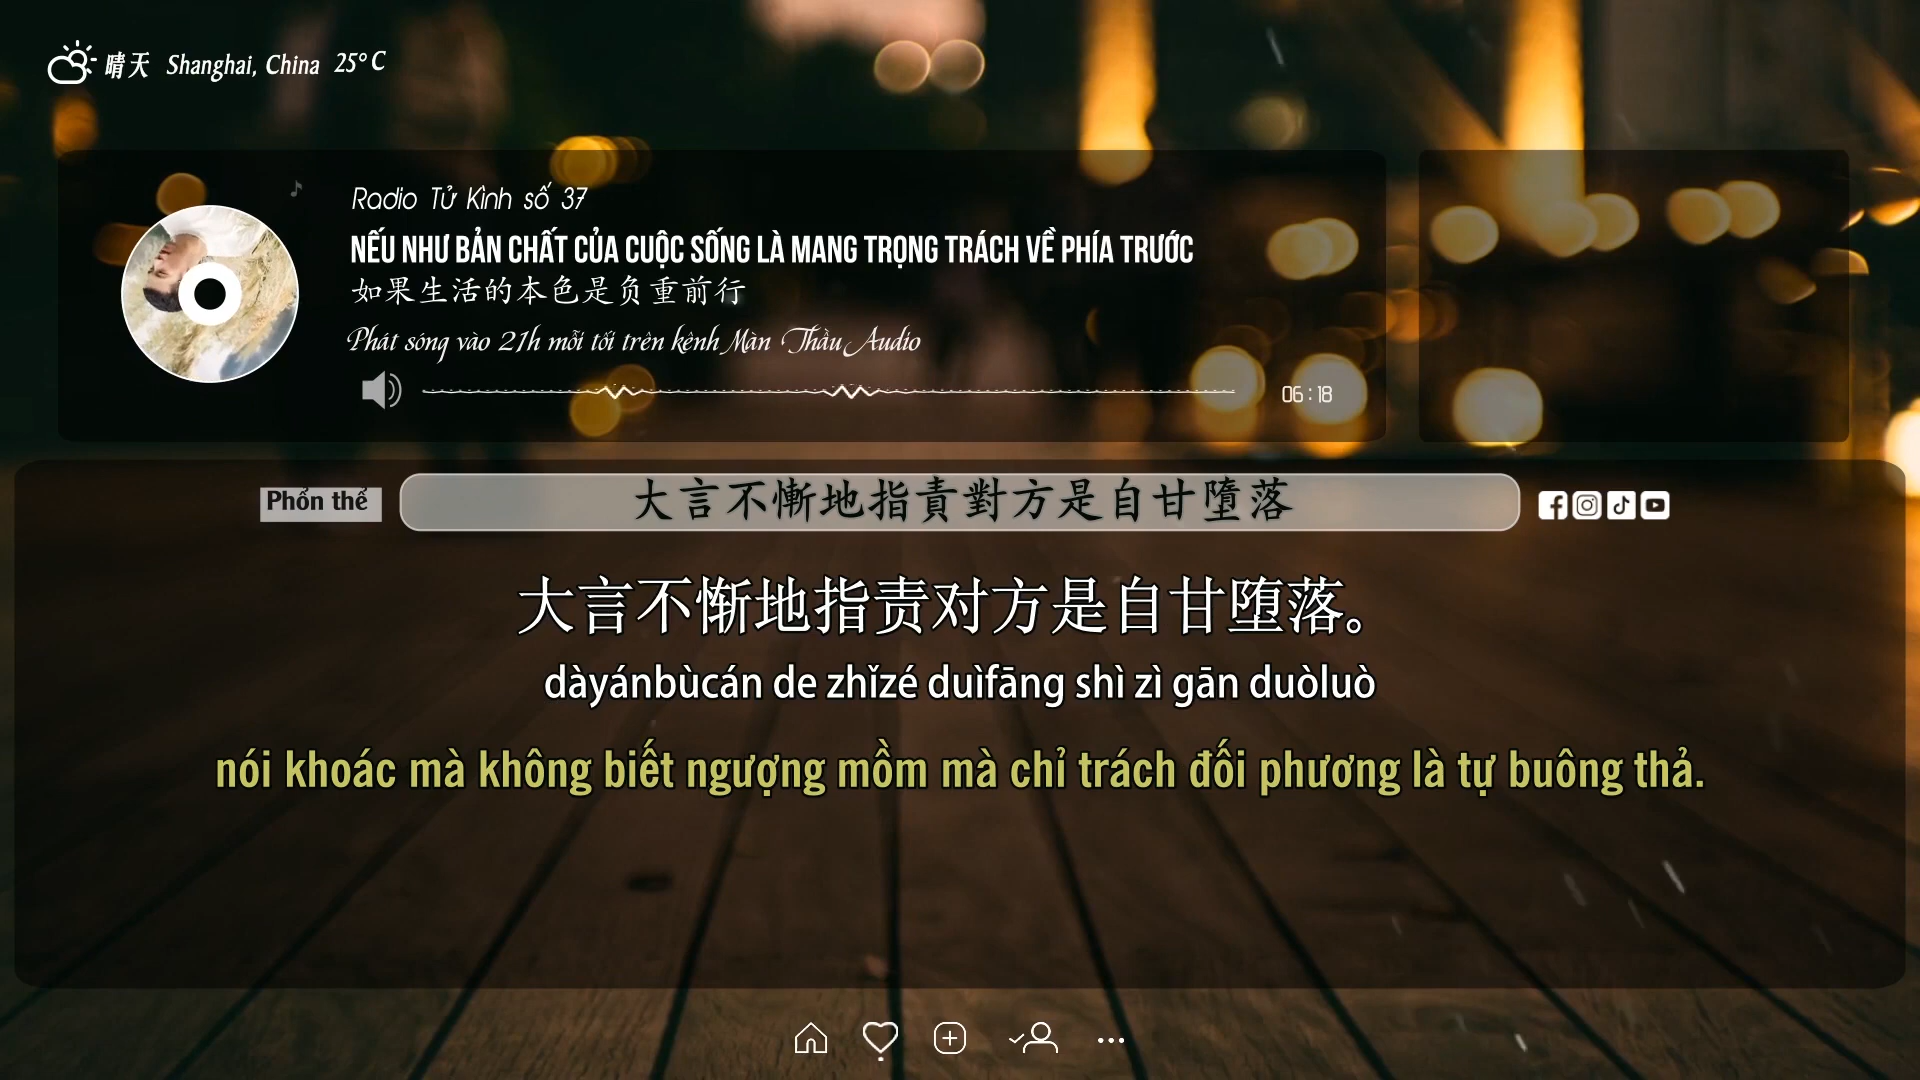 晴天 Shanghai, China 25°C
Radio Tử Kình số 37
NẾU NHƯ BẢN CHẤT CỦA CUỘC SỐNG LÀ MANG TRỌNG TRÁCH VỀ PHÍA TRƯỚC
如果生活的本色是负重前行
Phát sóng vào 21h mỗi tối trên kênh Màn Thầu Audio
06:18
Phồn thể
大言不慚地指責對方是自甘墮落
大言不惭地指责对方是自甘堕落。
dàyánbùcán de zhǐzé duìfāng shì zì gān duòluò
nói khoác mà không biết ngượng mồm mà chỉ trách đối phương là tự buông thả.